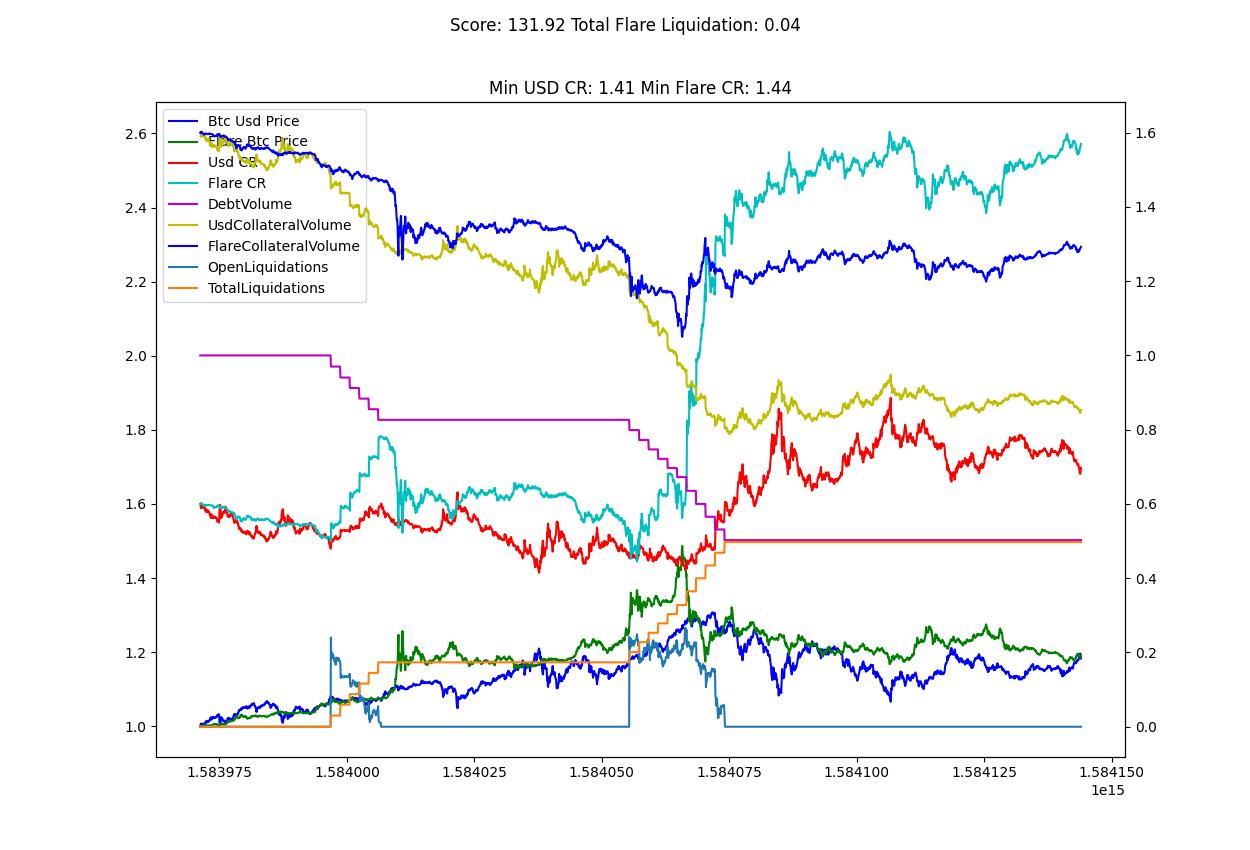 Score: 131.92 Total Flare Liquidation: 0.04
Min USD CR: 1.41 Min Flare CR: 1.44
Btc Usd Price
Flare Btc Price
Usd CR
Flare CR
DebtVolume
UsdCollateralVolume
FlareCollateralVolume
OpenLiquidations
TotalLiquidations
2.6
2.4
2.2
2.0
1.8
1.6
1.4
1.2
1.0
1.6
1.4
1.2
1.0
0.8
0.6
0.4
0.2
0.0
1.583975 1.584000 1.584025 1.584050 1.584075 1.584100 1.584125 1.584150
1e15